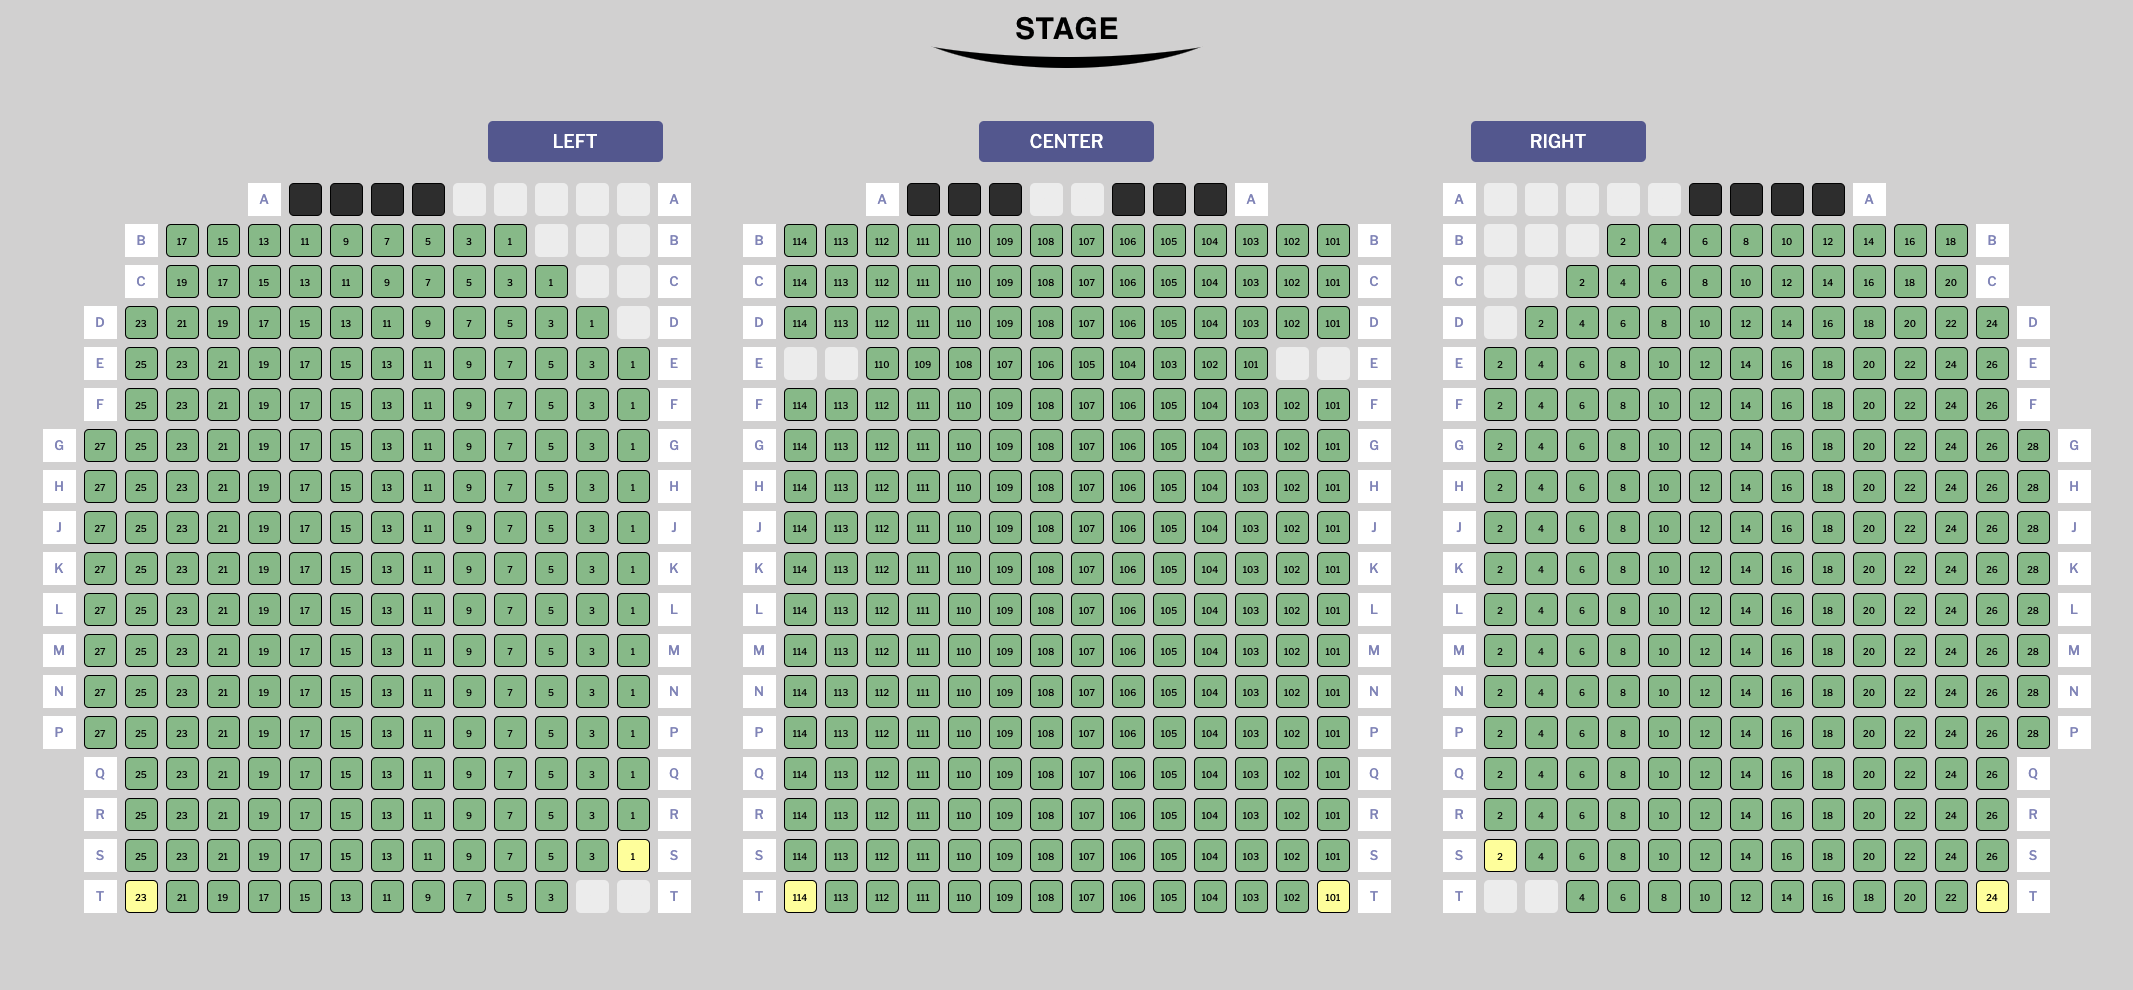 STAGE
LEFT CENTER RIGHT
A A A A A A
B 17 15 13 11 9 7 5 3 1 B B 114 113 112 111 110 109 108 107 106 105 104 103 102 101 B B 2 4 6 8 10 12 14 16 18 B
C 19 17 15 13 11 9 7 5 3 1 C C 114 113 112 111 110 109 108 107 106 105 104 103 102 101 C C 2 4 6 8 10 12 14 16 18 20 C
D 23 21 19 17 15 13 11 9 7 5 3 1 D D 114 113 112 111 110 109 108 107 106 105 104 103 102 101 D D 2 4 6 8 10 12 14 16 18 20 22 24 D
E 25 23 21 19 17 15 13 11 9 7 5 3 1 E E 110 109 108 107 106 105 104 103 102 101 E E 2 4 6 8 10 12 14 16 18 20 22 24 26 E
F 25 23 21 19 17 15 13 11 9 7 5 3 1 F F 114 113 112 111 110 109 108 107 106 105 104 103 102 101 F F 2 4 6 8 10 12 14 16 18 20 22 24 26 F
G 27 25 23 21 19 17 15 13 11 9 7 5 3 1 G G 114 113 112 111 110 109 108 107 106 105 104 103 102 101 G G 2 4 6 8 10 12 14 16 18 20 22 24 26 28 G
H 27 25 23 21 19 17 15 13 11 9 7 5 3 1 H H 114 113 112 111 110 109 108 107 106 105 104 103 102 101 H H 2 4 6 8 10 12 14 16 18 20 22 24 26 28 H
J 27 25 23 21 19 17 15 13 11 9 7 5 3 1 J J 114 113 112 111 110 109 108 107 106 105 104 103 102 101 J J 2 4 6 8 10 12 14 16 18 20 22 24 26 28 J
K 27 25 23 21 19 17 15 13 11 9 7 5 3 1 K K 114 113 112 111 110 109 108 107 106 105 104 103 102 101 K K 2 4 6 8 10 12 14 16 18 20 22 24 26 28 K
L 27 25 23 21 19 17 15 13 11 9 7 5 3 1 L L 114 113 112 111 110 109 108 107 106 105 104 103 102 101 L L 2 4 6 8 10 12 14 16 18 20 22 24 26 28 L
M 27 25 23 21 19 17 15 13 11 9 7 5 3 1 M M 114 113 112 111 110 109 108 107 106 105 104 103 102 101 M M 2 4 6 8 10 12 14 16 18 20 22 24 26 28 M
N 27 25 23 21 19 17 15 13 11 9 7 5 3 1 N N 114 113 112 111 110 109 108 107 106 105 104 103 102 101 N N 2 4 6 8 10 12 14 16 18 20 22 24 26 28 N
P 27 25 23 21 19 17 15 13 11 9 7 5 3 1 P P 114 113 112 111 110 109 108 107 106 105 104 103 102 101 P P 2 4 6 8 10 12 14 16 18 20 22 24 26 28 P
Q 25 23 21 19 17 15 13 11 9 7 5 3 1 Q Q 114 113 112 111 110 109 108 107 106 105 104 103 102 101 Q Q 2 4 6 8 10 12 14 16 18 20 22 24 26 Q
R 25 23 21 19 17 15 13 11 9 7 5 3 1 R R 114 113 112 111 110 109 108 107 106 105 104 103 102 101 R R 2 4 6 8 10 12 14 16 18 20 22 24 26 R
S 25 23 21 19 17 15 13 11 9 7 5 3 1 S S 114 113 112 111 110 109 108 107 106 105 104 103 102 101 S S 2 4 6 8 10 12 14 16 18 20 22 24 26 S
T 23 21 19 17 15 13 11 9 7 5 3 T T 114 113 112 111 110 109 108 107 106 105 104 103 102 101 T T 4 6 8 10 12 14 16 18 20 22 24 T